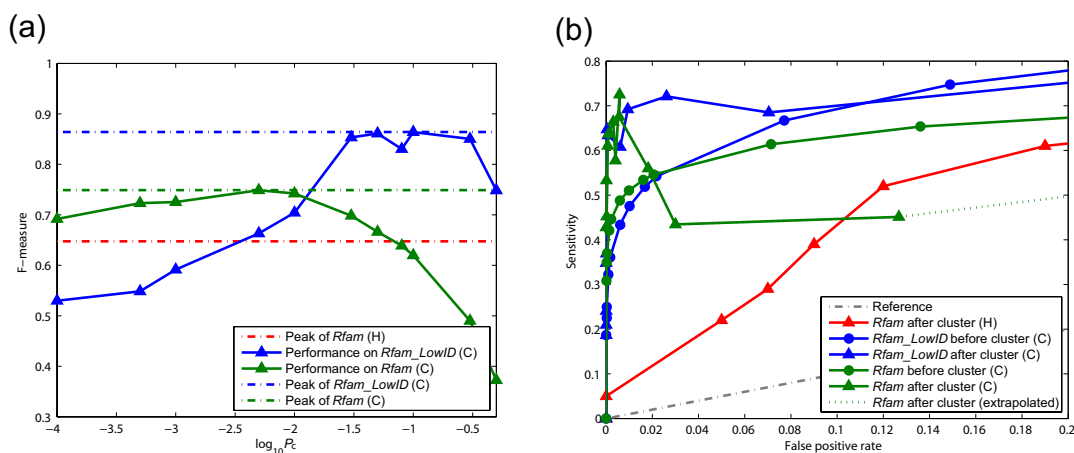 (a)
1
0.9
0.8
0.7
0.6
0.5
0.4
0.3
F−measure
−4
−3.5
−3
−2.5
−2
−1.5
−1
−0.5
log10Pc
Peak of Rfam (H)
Performance on Rfam_LowID (C)
Performance on Rfam (C)
Peak of Rfam_LowID (C)
Peak of Rfam (C)
(b)
0.8
0.7
0.6
0.5
0.4
0.3
0.2
0.1
0
Sensitivity
0
0.02
0.04
0.06
0.08
0.1
0.12
0.14
0.16
0.18
0.2
False positive rate
Reference
Rfam after cluster (H)
Rfam_LowID before cluster (C)
Rfam_LowID after cluster (C)
Rfam before cluster (C)
Rfam after cluster (C)
Rfam after cluster (extrapolated)